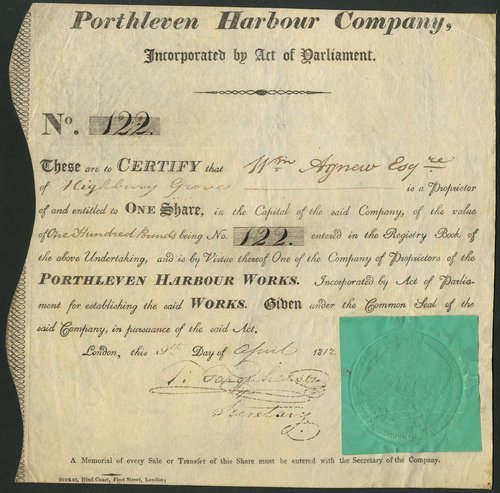 Porthleven Harbour Company,
Incorporated by Act of Parliament.
No. 122.
These are to CERTIFY that Wm Agnew Esqre
of Highbury Grove is a Proprietor
of and entitled to ONE SHARE, in the Capital of the said Company, of the value
of One Hundred Pounds being No. 122. entered in the Registry Book of
the above Undertaking, and is by Virtue thereof One of the Company of Proprietors of the
PORTHLEVEN HARBOUR WORKS. Incorporated by Act of Parlia-
ment for establishing the said WORKS. Given under the Common Seal of the
said Company, in pursuance of the said Act.
London, this Day of April 1812
Secretary
A Memorial of every Sale or Transfer of this Share must be entered with the Secretary of the Company.
STOKES, Hind Court, Fleet Street, London;